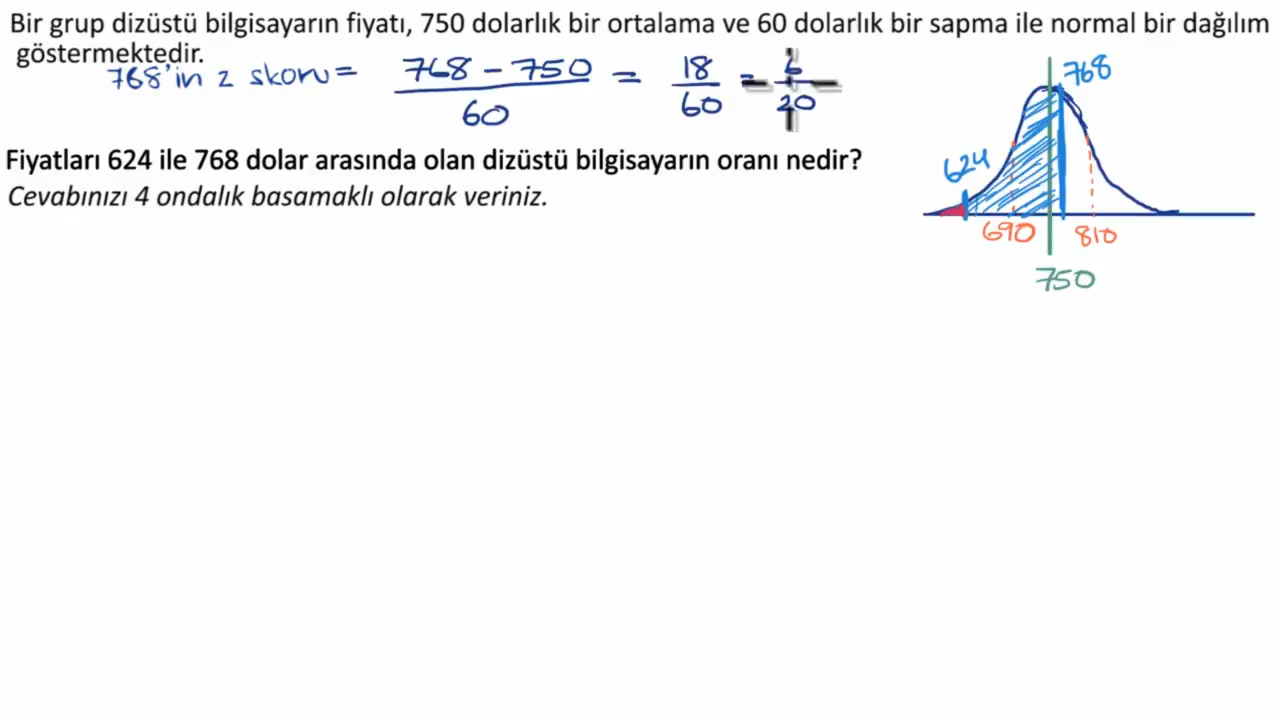 Bir grup dizüstü bilgisayarın fiyatı, 750 dolarlık bir ortalama ve 60 dolarlık bir sapma ile normal bir dağılım
göstermektedir.
768'in z skoru = 768 - 750 / 60 = 18 / 60 = 6 / 20
Fiyatları 624 ile 768 dolar arasında olan dizüstü bilgisayarın oranı nedir?
Cevabınızı 4 ondalık basamaklı olarak veriniz.
768
624
690
810
750